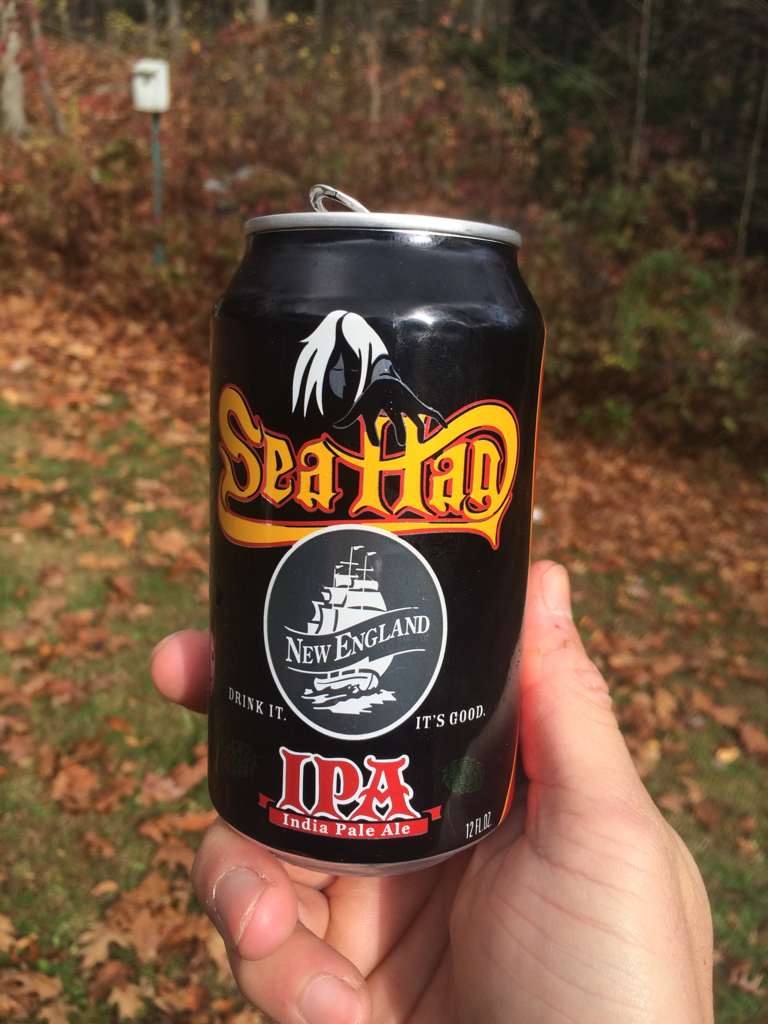 Sea Hag
New England
DRINK IT. IT'S GOOD.
IPA
India Pale Ale
12 FL.OZ.